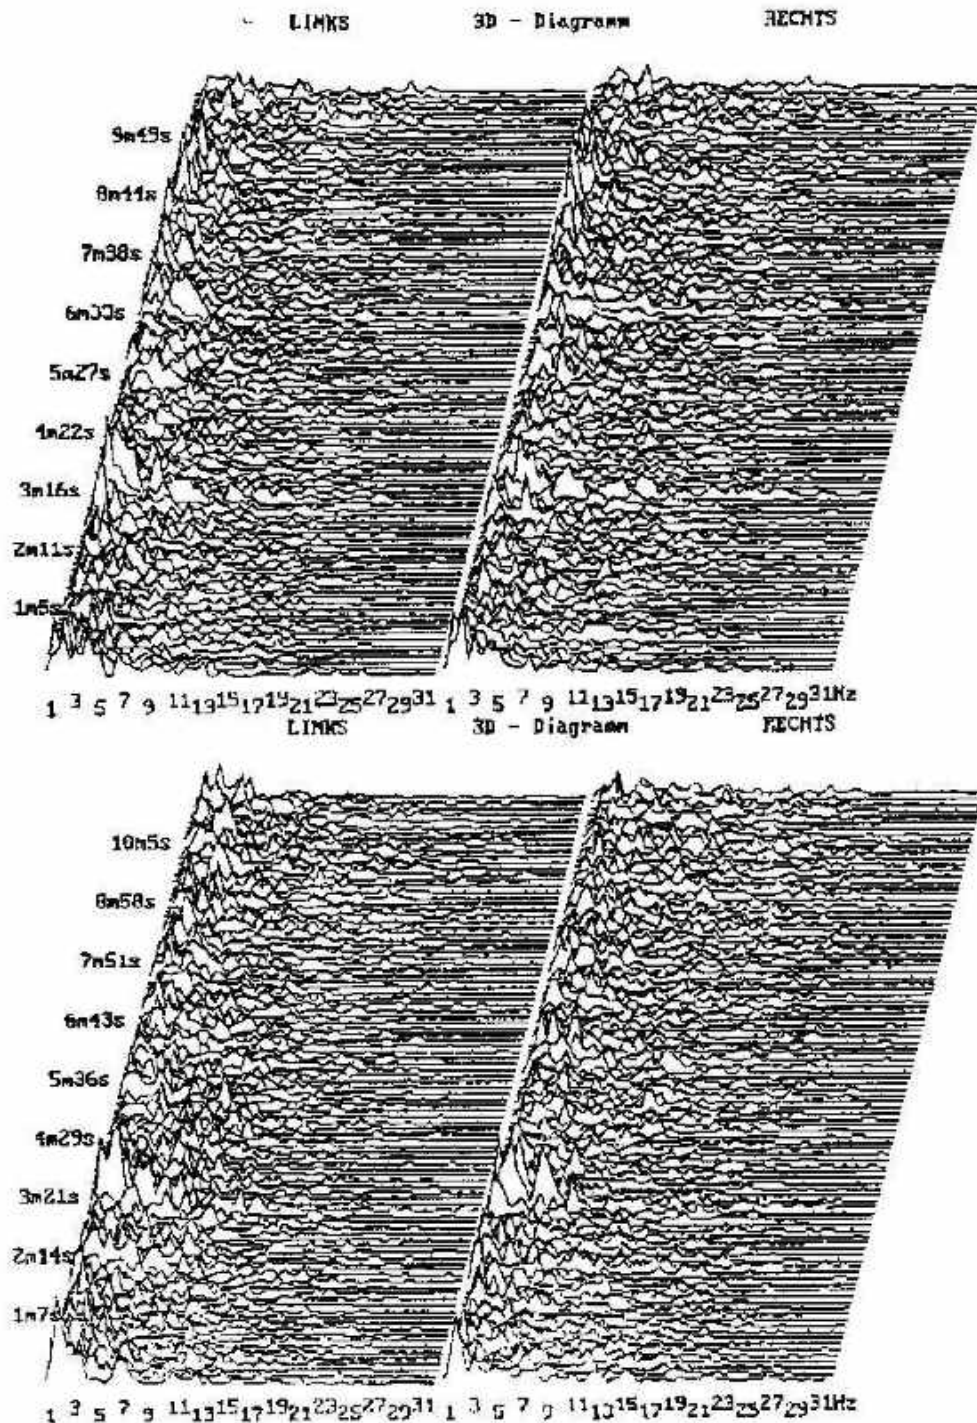 LINKS 3D - Diagramm RECHTS
9m49s
8m44s
7m38s
6m33s
5m27s
4m22s
3m16s
2m11s
1m5s
1 3 5 7 9 11 13 15 17 19 21 23 25 27 29 31 1 3 5 7 9 11 13 15 17 19 21 23 25 27 29 31Hz
LINKS 3D - Diagramm RECHTS
10m5s
8m58s
7m51s
6m43s
5m36s
4m29s
3m21s
2m14s
1m7s
1 3 5 7 9 11 13 15 17 19 21 23 25 27 29 31 1 3 5 7 9 11 13 15 17 19 21 23 25 27 29 31Hz